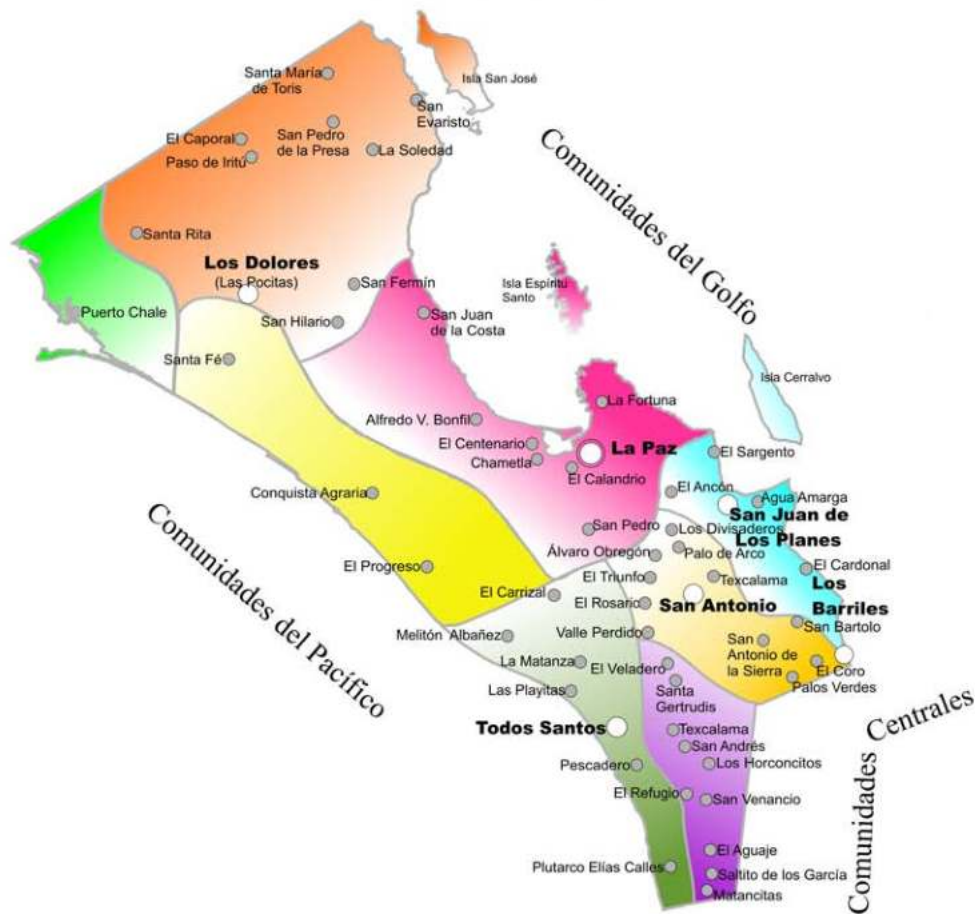 Santa María
de Toris
Isla San José
San
Evaristo
El Caporal
San Pedro
de la Presa
La Soledad
Paso de Iritú
Comunidades del Golfo
Santa Rita
Los Dolores
(Las Pocitas)
San Fermín
Isla Espíritu
Santo
Puerto Chale
San Hilario
San Juan
de la Costa
Santa Fé
Isla Cerralvo
La Fortuna
Alfredo V. Bonfil
El Centenario
La Paz
Chametla
El Calandrio
El Sargento
Conquista Agraria
El Ancón
Agua Amarga
San Juan de
Los Planes
San Pedro
Los Divisaderos
Álvaro Obregón
Palo de Arco
El Progreso
El Triunfo
Texcalama
El Cardonal
Los
Barriles
El Carrizal
El Rosario
San Antonio
San Bartolo
Comunidades del Pacífico
Melitón Albañez
Valle Perdido
San
Antonio de
la Sierra
La Matanza
El Veladero
El Coro
Palos Verdes
Las Playitas
Santa
Gertrudis
Todos Santos
Texcalama
San Andrés
Pescadero
Los Horconcitos
El Refugio
San Venancio
Comunidades Centrales
El Aguaje
Plutarco Elías Calles
Saltito de los García
Matancitas